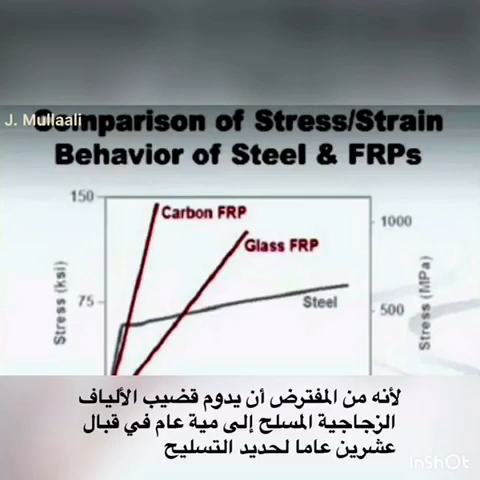 J. Mullaali
Comparison of Stress/Strain
Behavior of Steel & FRPs
150
Carbon FRP
1000
Glass FRP
Stress (ksi)
Stress (MPa)
75
Steel
500
لأنه من المفترض أن يدوم قضيب الألياف
الزجاجية المسلح إلى مية عام في قبال
عشرين عاما لحديد التسليح
InShOt